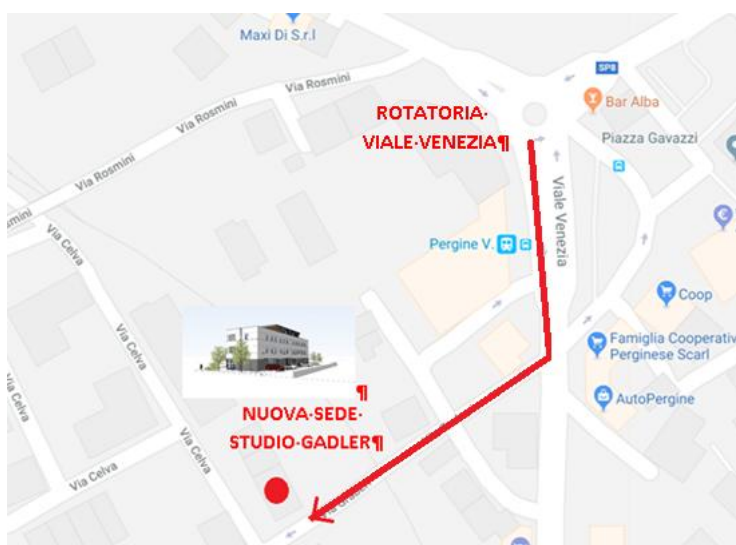 Maxi Di S.r.l
Via Rosmini
SP8
Bar Alba
ROTATORIA·
VIALE·VENEZIA¶
Piazza Gavazzi
Via Rosmini
Via Rosmini
Viale Venezia
smini
Via Celva
Pergine V.
Coop
Via Celva
Famiglia Cooperativ
Perginese Scarl
¶
NUOVA·SEDE·
STUDIO·GADLER¶
AutoPergine
Via Celva
Via Celva
Via Celva